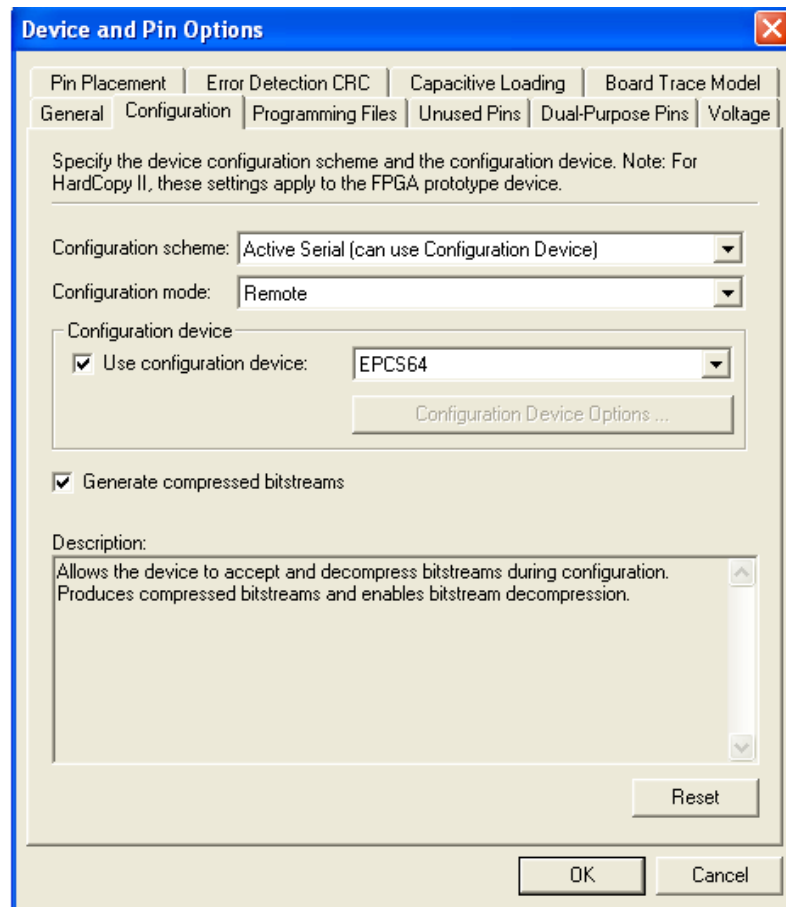 Device and Pin Options
Pin Placement Error Detection CRC Capacitive Loading Board Trace Model
General Configuration Programming Files Unused Pins Dual-Purpose Pins Voltage
Specify the device configuration scheme and the configuration device. Note: For
HardCopy II, these settings apply to the FPGA prototype device.
Configuration scheme: Active Serial (can use Configuration Device)
Configuration mode: Remote
Configuration device
Use configuration device: EPCS64
Configuration Device Options ...
Generate compressed bitstreams
Description:
Allows the device to accept and decompress bitstreams during configuration.
Produces compressed bitstreams and enables bitstream decompression.
Reset
OK Cancel